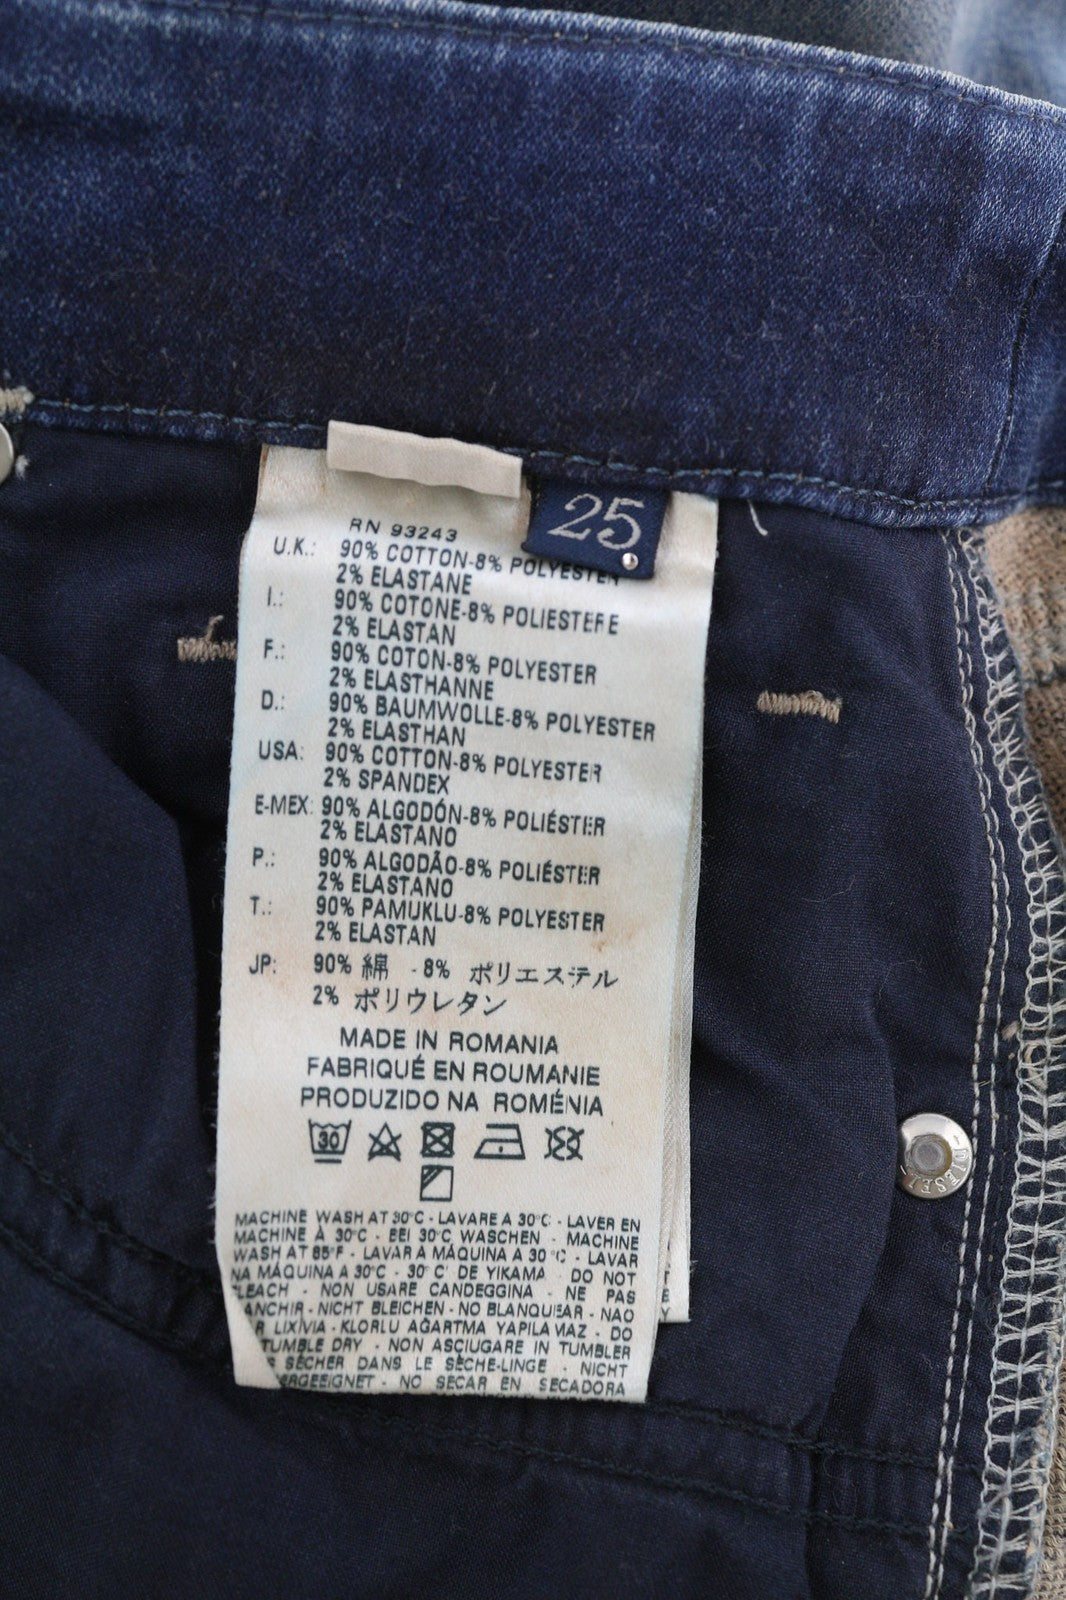 25
RN 93243
U.K.: 90% COTTON-8% POLYESTER
2% ELASTANE
I.: 90% COTONE-8% POLIESTERE
2% ELASTAN
F.: 90% COTON-8% POLYESTER
2% ELASTHANNE
D.: 90% BAUMWOLLE-8% POLYESTER
2% ELASTHAN
USA: 90% COTTON-8% POLYESTER
2% SPANDEX
E-MEX: 90% ALGODÓN-8% POLIÉSTER
2% ELASTANO
P.: 90% ALGODÃO-8% POLIÉSTER
2% ELASTANO
T.: 90% PAMUKLU-8% POLYESTER
2% ELASTAN
JP: 90% 綿 -8% ポリエステル
2% ポリウレタン
MADE IN ROMANIA
FABRIQUÉ EN ROUMANIE
PRODUZIDO NA ROMÉNIA
30
MACHINE WASH AT 30°C - LAVARE A 30°C - LAVER EN
MACHINE À 30°C - BEI 30°C WASCHEN - MACHINE
WASH AT 85°F - LAVAR A MÁQUINA A 30°C - LAVAR
NA MÁQUINA A 30°C - 30°C' DE YIKAMA - DO NOT
BLEACH - NON USARE CANDEGGINA - NE PAS
BLANCHIR - NICHT BLEICHEN - NO BLANQUEAR - NAO
LIXIVIA - KLORLU AĞARTMA YAPILAMAZ - DO
TUMBLE DRY - NON ASCIUGARE IN TUMBLER
SÉCHER DANS LE SÈCHE-LINGE - NICHT
- NO SECAR EN SECADORA
DIESEL